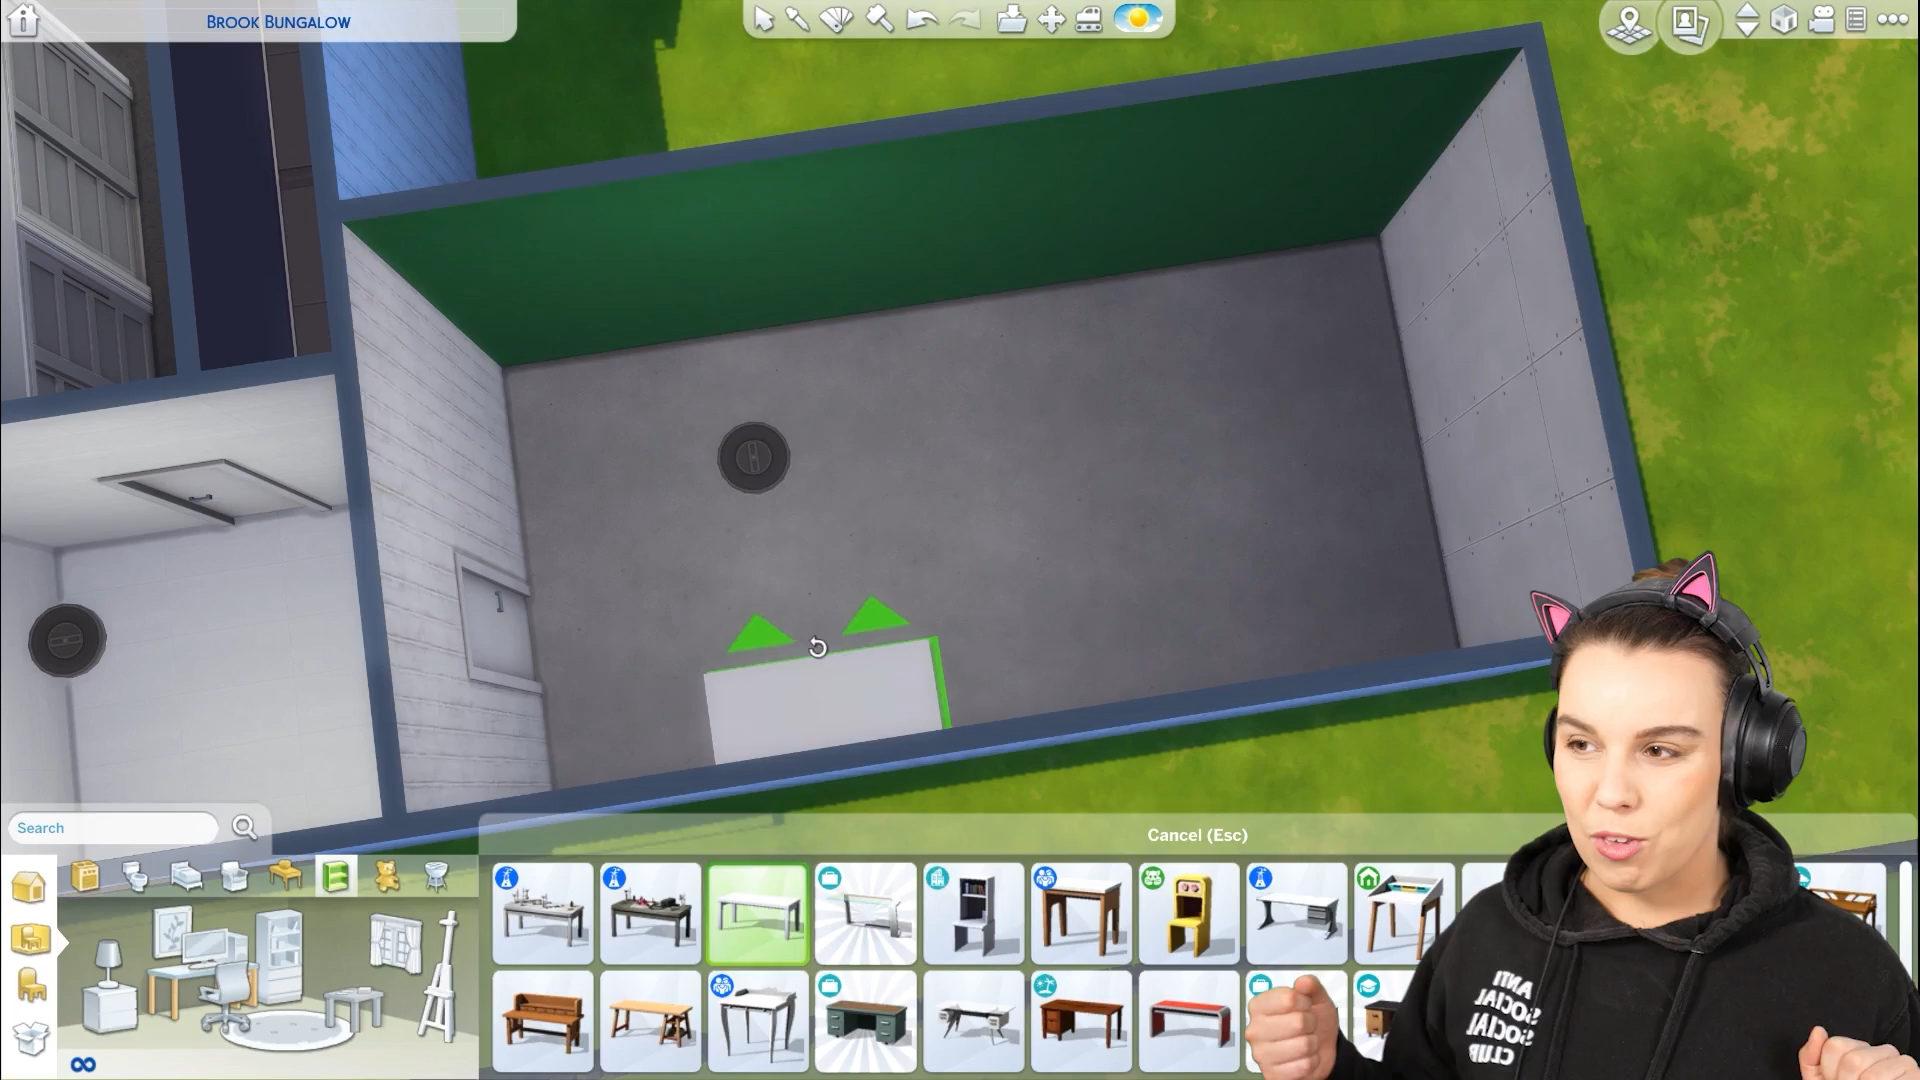 Brook Bungalow
Cancel (Esc)
Search
ANTI
SOCIAL
SOCIAL
CLUB